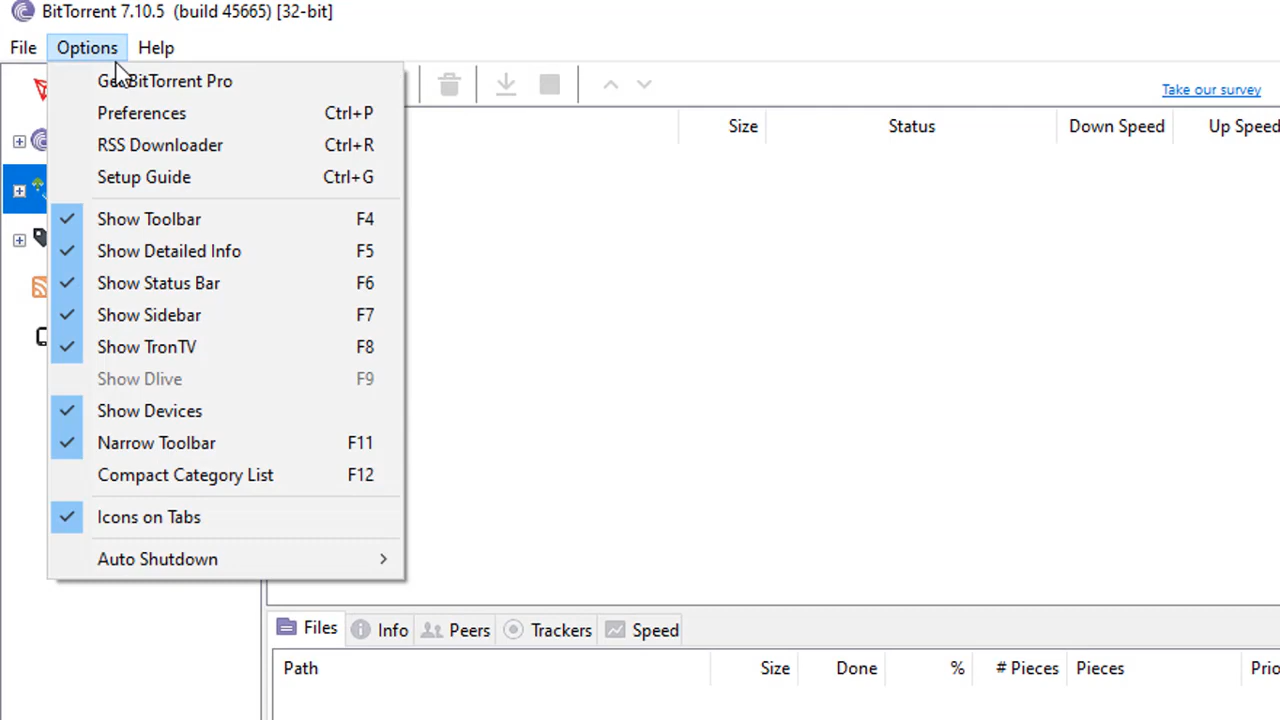 BitTorrent 7.10.5 (build 45665) [32-bit]
File Options Help
Get BitTorrent Pro
Preferences Ctrl+P
RSS Downloader Ctrl+R
Setup Guide Ctrl+G
Show Toolbar F4
Show Detailed Info F5
Show Status Bar F6
Show Sidebar F7
Show TronTV F8
Show Dlive F9
Show Devices
Narrow Toolbar F11
Compact Category List F12
Icons on Tabs
Auto Shutdown
Take our survey
Size Status Down Speed Up Speed
Files Info Peers Trackers Speed
Path Size Done % # Pieces Pieces Prio